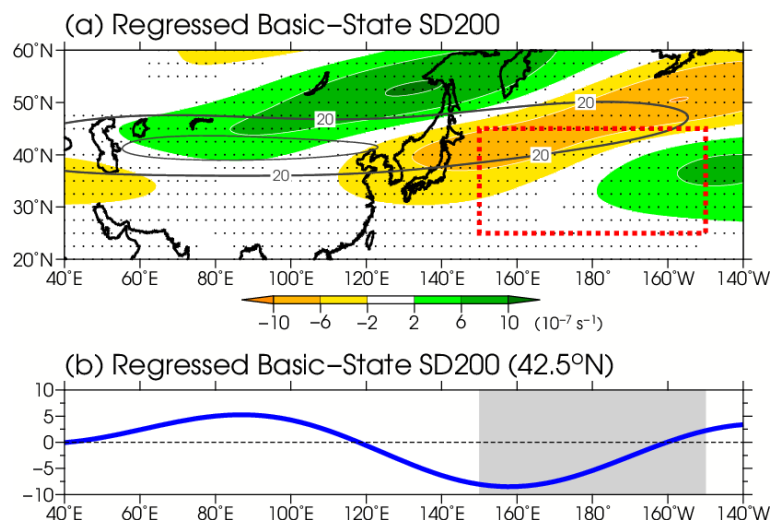 (a) Regressed Basic–State SD200
60˚N
50˚N
40˚N
30˚N
20˚N
20
20
20
20
40˚E 60˚E 80˚E 100˚E 120˚E 140˚E 160˚E 180˚ 160˚W 160˚W 140˚W
−10 −6 −2 2 6 10 (10⁻⁷ s⁻¹)
(b) Regressed Basic–State SD200 (42.5°N)
10
5
0
−5
−10
40˚E 60˚E 80˚E 100˚E 120˚E 140˚E 160˚E 180˚ 160˚W 140˚W